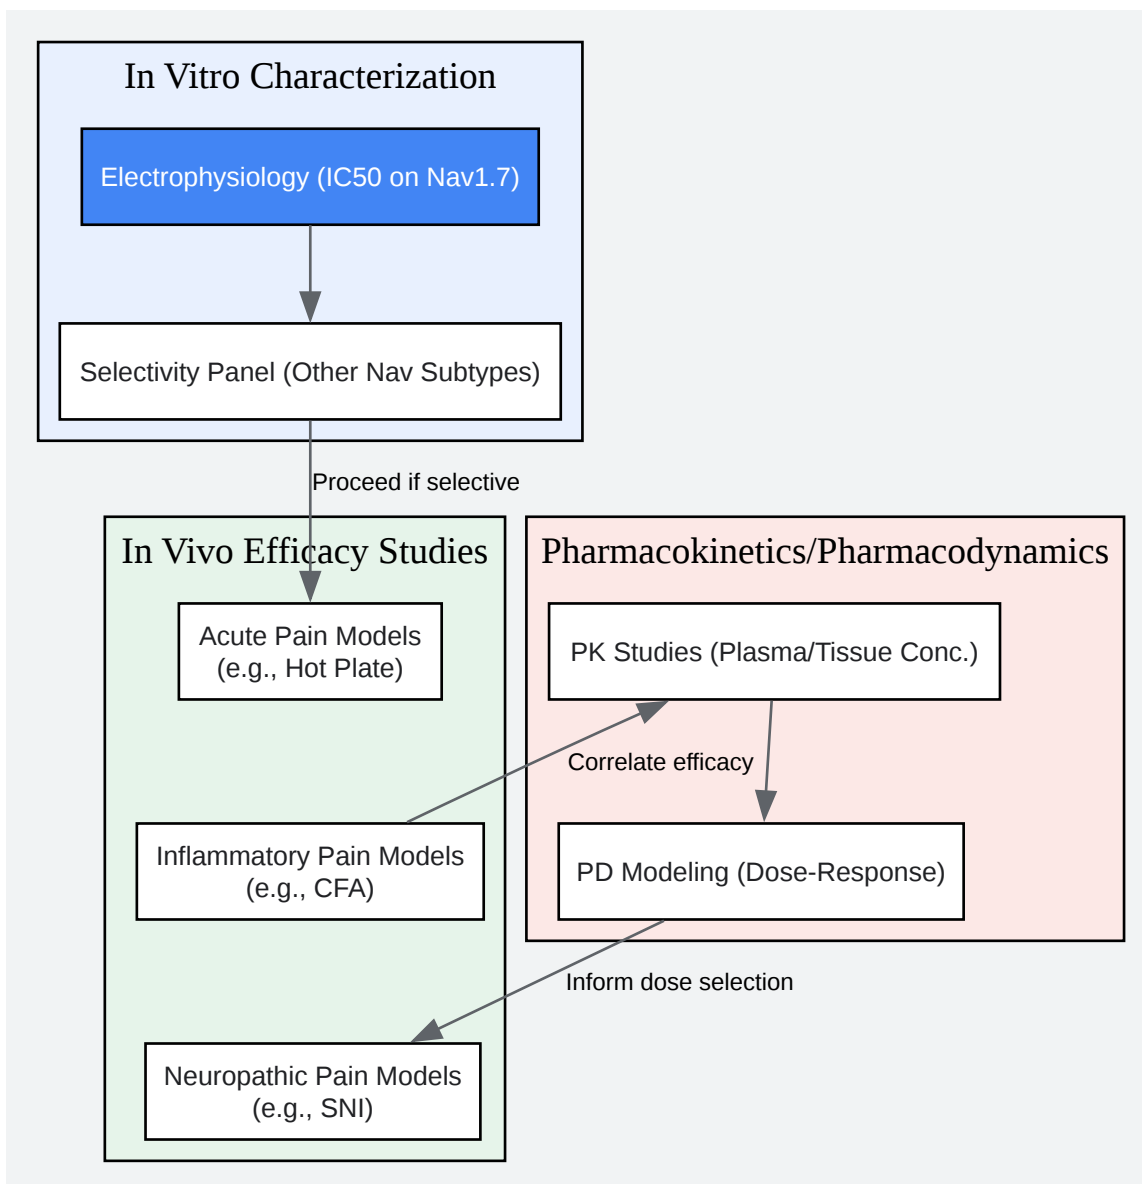 In Vitro Characterization
Electrophysiology (IC50 on Nav1.7)
Selectivity Panel (Other Nav Subtypes)
Proceed if selective
In Vivo Efficacy Studies
Acute Pain Models
(e.g., Hot Plate)
Inflammatory Pain Models
(e.g., CFA)
Neuropathic Pain Models
(e.g., SNI)
Pharmacokinetics/Pharmacodynamics
PK Studies (Plasma/Tissue Conc.)
Correlate efficacy
PD Modeling (Dose-Response)
Inform dose selection